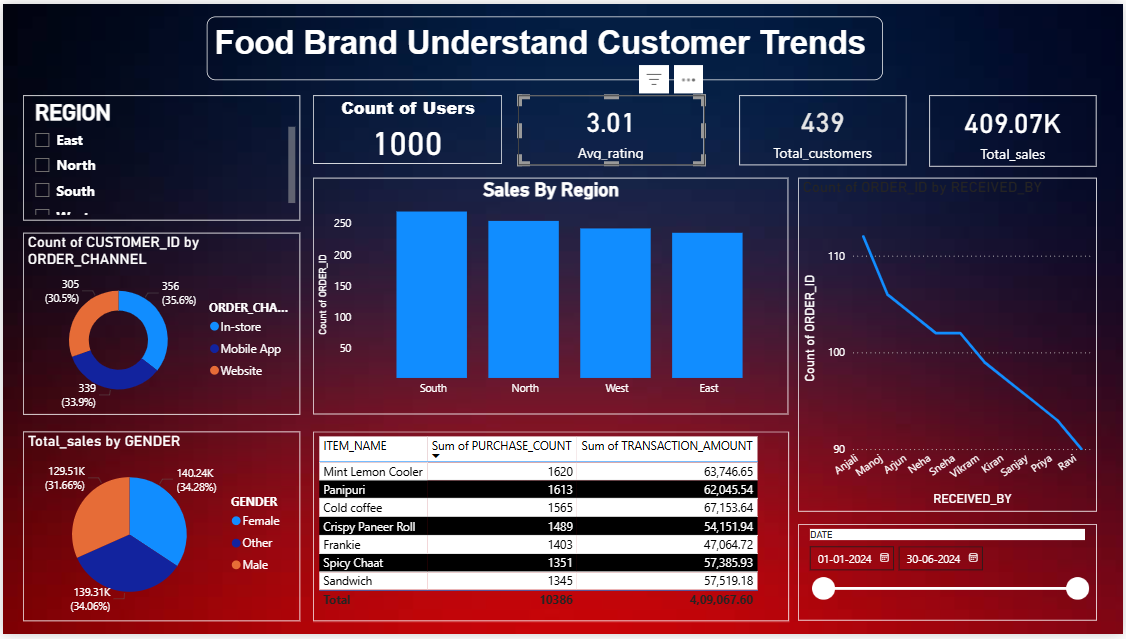 Food Brand Understand Customer Trends
REGION
East
North
South
Count of Users
1000
3.01
Avg_rating
439
Total_customers
409.07K
Total_sales
Count of CUSTOMER_ID by
ORDER_CHANNEL
305
(30.5%)
356
(35.6%)
339
(33.9%)
ORDER_CHA...
In-store
Mobile App
Website
Sales By Region
Count of ORDER_ID
250
200
150
100
50
South North West East
Count of ORDER_ID by RECEIVED_BY
Count of ORDER_ID
110
100
90
Anjali Manoj Arjun Neha Sneha Vikram Kiran Sanjay Priya Ravi
RECEIVED_BY
Total_sales by GENDER
129.51K
(31.66%)
140.24K
(34.28%)
139.31K
(34.06%)
GENDER
Female
Other
Male
ITEM_NAME Sum of PURCHASE_COUNT Sum of TRANSACTION_AMOUNT
Mint Lemon Cooler 1620 63,746.65
Panipuri 1613 62,045.54
Cold coffee 1565 67,153.64
Crispy Paneer Roll 1489 54,151.94
Frankie 1403 47,064.72
Spicy Chaat 1351 57,385.93
Sandwich 1345 57,519.18
Total 10386 4,09,067.60
DATE
01-01-2024 30-06-2024